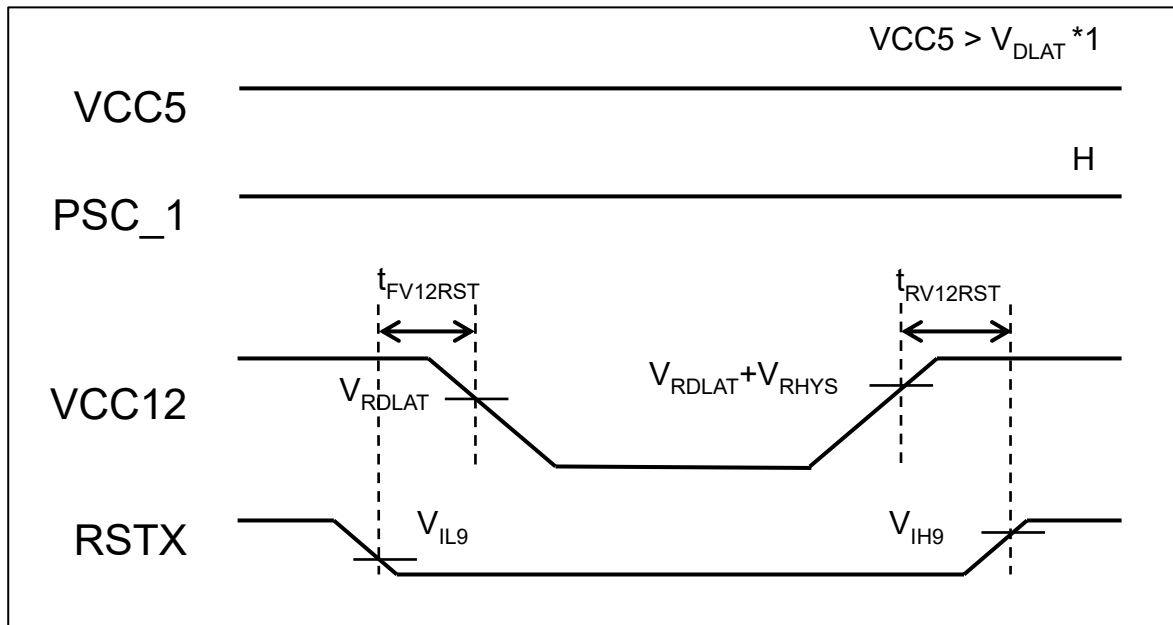 VCC5 > VDLAT *1
VCC5
H
PSC_1
tFV12RST
tRV12RST
VRDLAT
VRDLAT+VRHYS
VCC12
VIL9
VIH9
RSTX